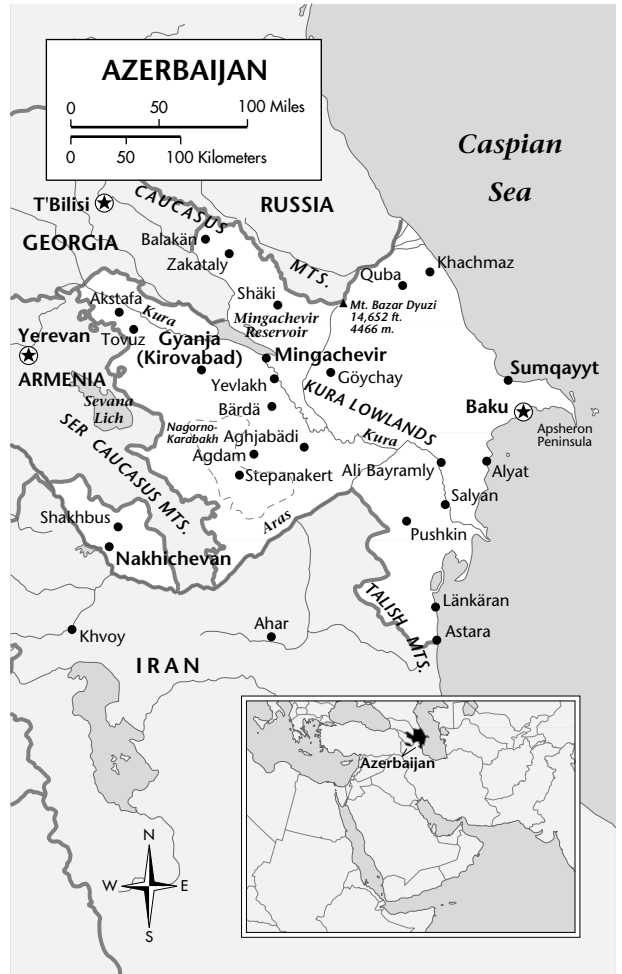 AZERBAIJAN
0 50 100 Miles
0 50 100 Kilometers
Caspian
Sea
T'Bilisi
CAUCASUS
MTS.
RUSSIA
GEORGIA
Balakän
Zakataly
Quba
Khachmaz
Shäki
Mt. Bazar Dyuzi
14,652 ft.
4466 m.
Akstafa
Kura
Mingachevir
Reservoir
Yerevan
Tovuz
Gyanja
(Kirovabad)
Mingachevir
Sumqayyt
ARMENIA
Yevlakh
Göychay
Sevana
Lich
Bärdä
KURA LOWLANDS
Baku
Apsheron
Peninsula
Nagorno-
Karabakh
Aghjabädi
Kura
SER CAUCASUS MTS.
Agdam
Ali Bayramly
Alyat
Stepanakert
Salyan
Shakhbus
Aras
Pushkin
Nakhichevan
TALISH MTS.
Länkäran
Khvoy
Ahar
Astara
IRAN
Azerbaijan
N
W E
S